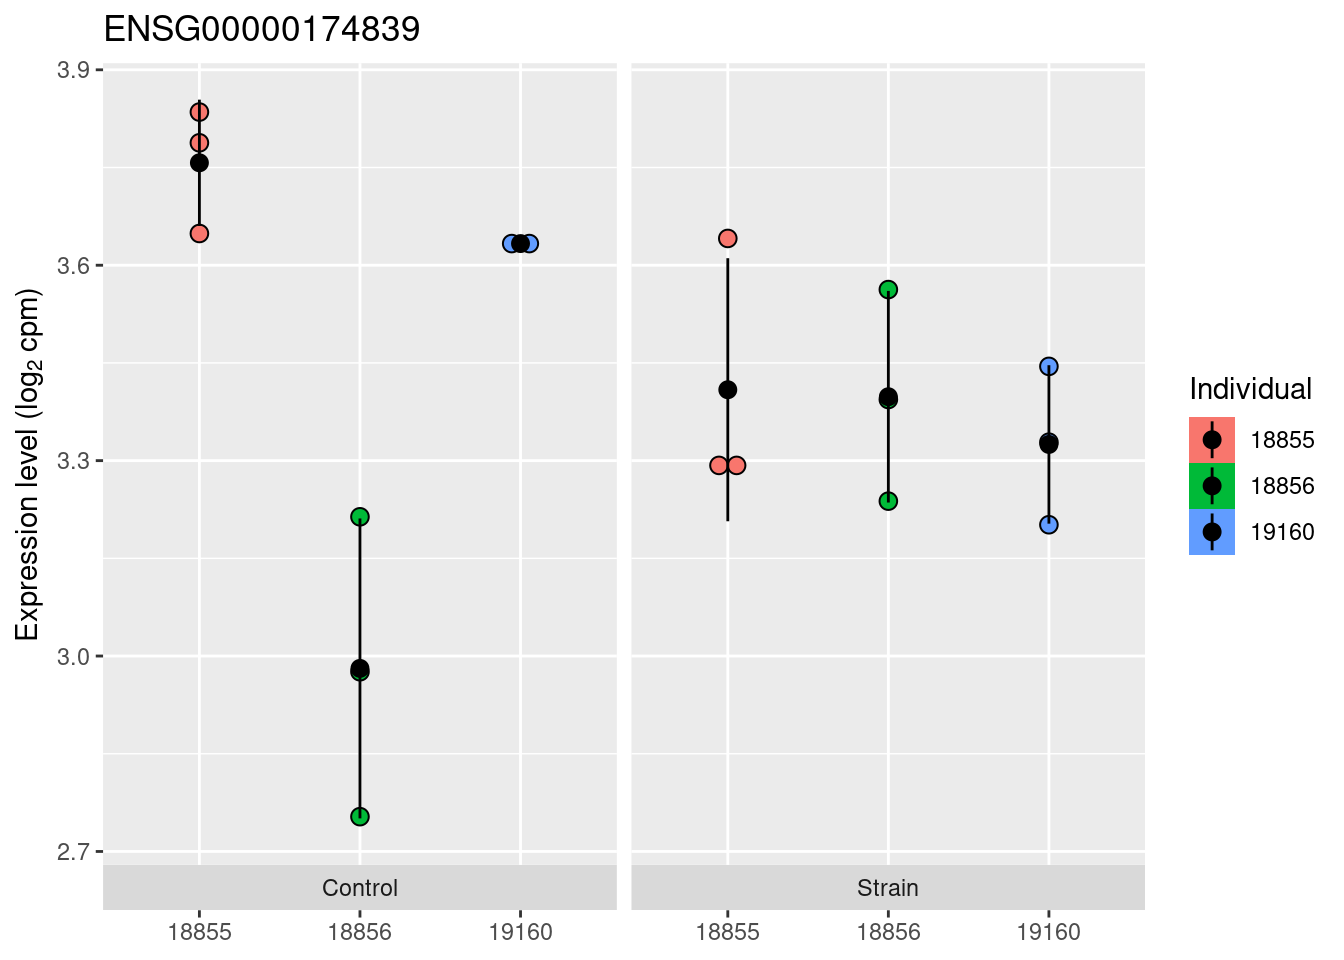 ENSG00000174839
Expression level (log₂ cpm)
3.9
3.6
3.3
3.0
2.7
Control
Strain
18855
18856
19160
18855
18856
19160
Individual
18855
18856
19160